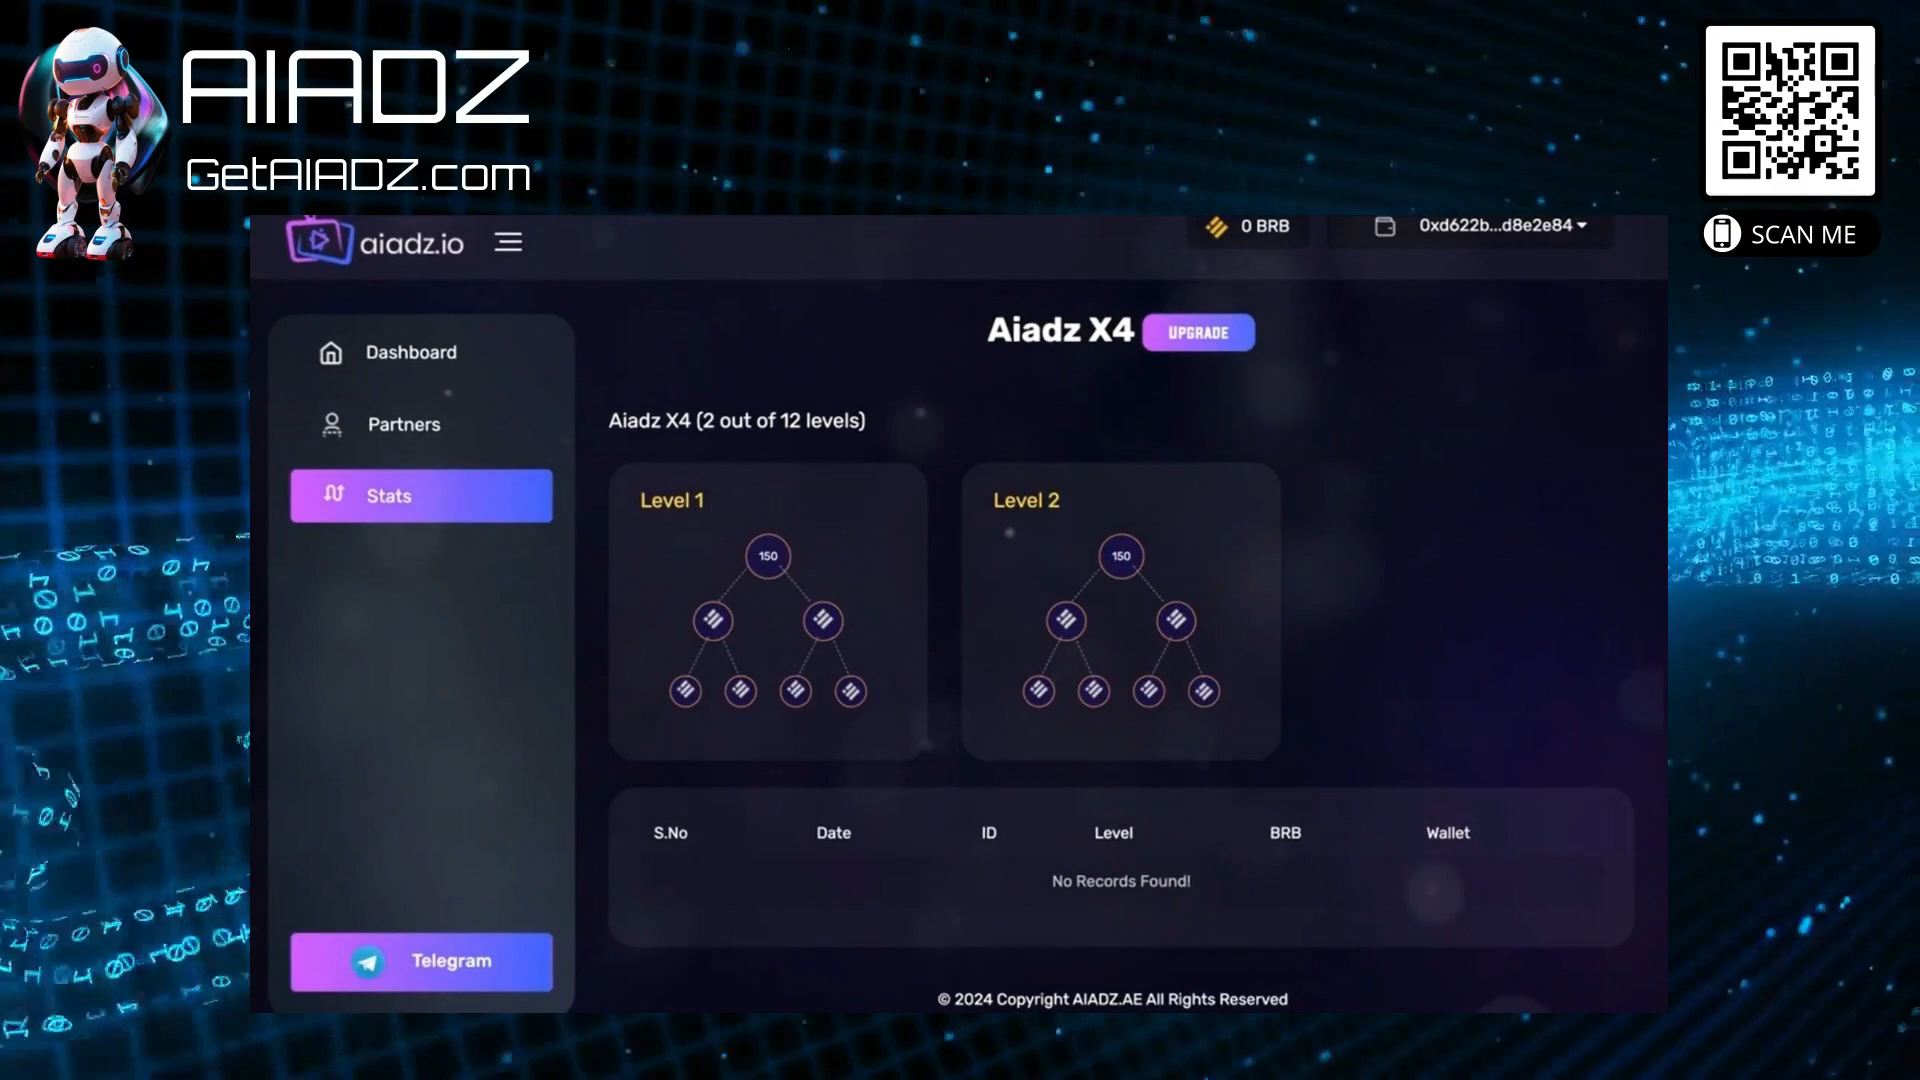 AIADZ
GetAIADZ.com
SCAN ME
aiadz.io
0 BRB
0xd622b...d8e2e84
Dashboard
Partners
Stats
Telegram
Aiadz X4
UPGRADE
Aiadz X4 (2 out of 12 levels)
Level 1
150
Level 2
150
S.No Date ID Level BRB Wallet
No Records Found!
© 2024 Copyright AIADZ.AE All Rights Reserved